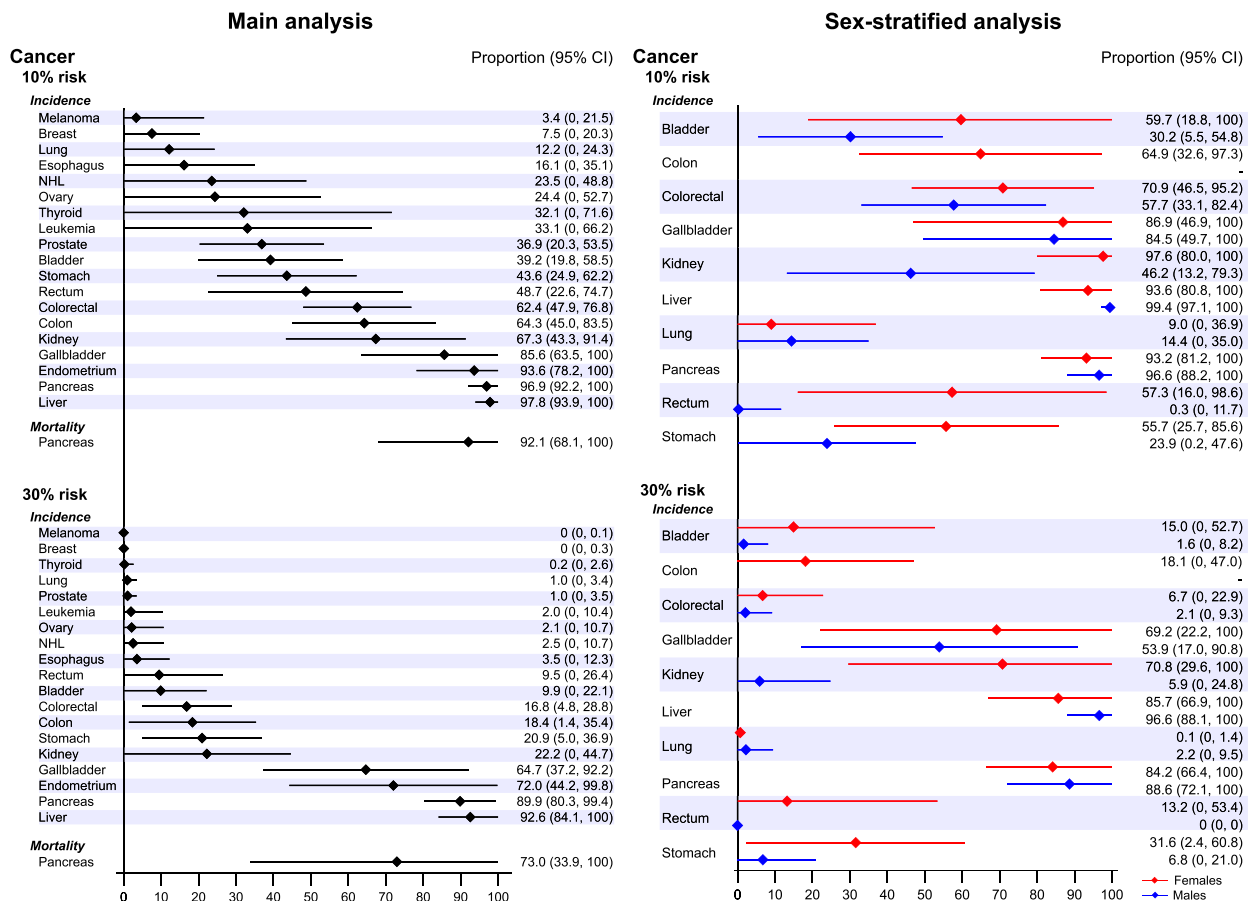 Main analysis
Cancer Proportion (95% CI)
10% risk
Incidence
Melanoma 3.4 (0, 21.5)
Breast 7.5 (0, 20.3)
Lung 12.2 (0, 24.3)
Esophagus 16.1 (0, 35.1)
NHL 23.5 (0, 48.8)
Ovary 24.4 (0, 52.7)
Thyroid 32.1 (0, 71.6)
Leukemia 33.1 (0, 66.2)
Prostate 36.9 (20.3, 53.5)
Bladder 39.2 (19.8, 58.5)
Stomach 43.6 (24.9, 62.2)
Rectum 48.7 (22.6, 74.7)
Colorectal 62.4 (47.9, 76.8)
Colon 64.3 (45.0, 83.5)
Kidney 67.3 (43.3, 91.4)
Gallbladder 85.6 (63.5, 100)
Endometrium 93.6 (78.2, 100)
Pancreas 96.9 (92.2, 100)
Liver 97.8 (93.9, 100)
Mortality
Pancreas 92.1 (68.1, 100)
30% risk
Incidence
Melanoma 0 (0, 0.1)
Breast 0 (0, 0.3)
Thyroid 0.2 (0, 2.6)
Lung 1.0 (0, 3.4)
Prostate 1.0 (0, 3.5)
Leukemia 2.0 (0, 10.4)
Ovary 2.1 (0, 10.7)
NHL 2.5 (0, 10.7)
Esophagus 3.5 (0, 12.3)
Rectum 9.5 (0, 26.4)
Bladder 9.9 (0, 22.1)
Colorectal 16.8 (4.8, 28.8)
Colon 18.4 (1.4, 35.4)
Stomach 20.9 (5.0, 36.9)
Kidney 22.2 (0, 44.7)
Gallbladder 64.7 (37.2, 92.2)
Endometrium 72.0 (44.2, 99.8)
Pancreas 89.9 (80.3, 99.4)
Liver 92.6 (84.1, 100)
Mortality
Pancreas 73.0 (33.9, 100)
0 10 20 30 40 50 60 70 80 90 100
Sex-stratified analysis
Cancer Proportion (95% CI)
10% risk
Incidence
Bladder 59.7 (18.8, 100)
30.2 (5.5, 54.8)
Colon 64.9 (32.6, 97.3)
-
Colorectal 70.9 (46.5, 95.2)
57.7 (33.1, 82.4)
Gallbladder 86.9 (46.9, 100)
84.5 (49.7, 100)
Kidney 97.6 (80.0, 100)
46.2 (13.2, 79.3)
Liver 93.6 (80.8, 100)
99.4 (97.1, 100)
Lung 9.0 (0, 36.9)
14.4 (0, 35.0)
Pancreas 93.2 (81.2, 100)
96.6 (88.2, 100)
Rectum 57.3 (16.0, 98.6)
0.3 (0, 11.7)
Stomach 55.7 (25.7, 85.6)
23.9 (0.2, 47.6)
30% risk
Incidence
Bladder 15.0 (0, 52.7)
1.6 (0, 8.2)
Colon 18.1 (0, 47.0)
-
Colorectal 6.7 (0, 22.9)
2.1 (0, 9.3)
Gallbladder 69.2 (22.2, 100)
53.9 (17.0, 90.8)
Kidney 70.8 (29.6, 100)
5.9 (0, 24.8)
Liver 85.7 (66.9, 100)
96.6 (88.1, 100)
Lung 0.1 (0, 1.4)
2.2 (0, 9.5)
Pancreas 84.2 (66.4, 100)
88.6 (72.1, 100)
Rectum 13.2 (0, 53.4)
0 (0, 0)
Stomach 31.6 (2.4, 60.8)
6.8 (0, 21.0)
0 10 20 30 40 50 60 70 80 90 100
Females
Males